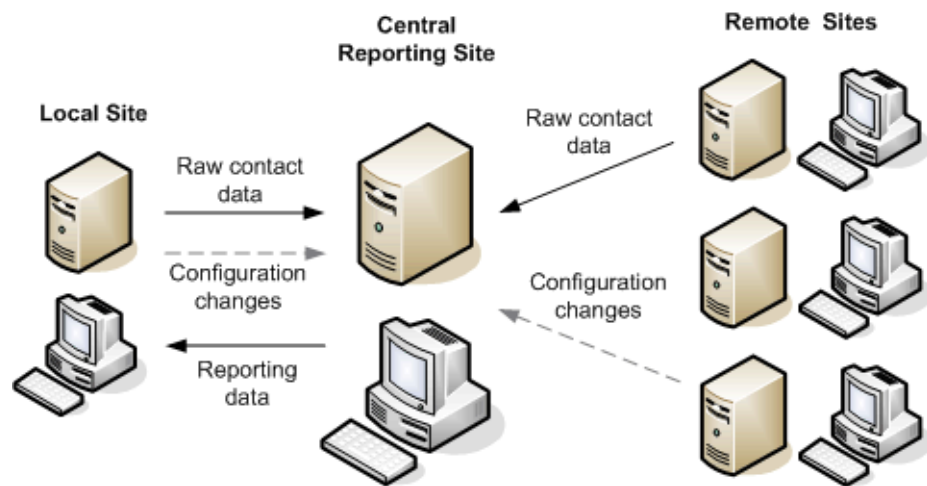 Central
Reporting Site
Remote Sites
Local Site
Raw contact
data
Configuration
changes
Reporting
data
Raw contact
data
Configuration
changes